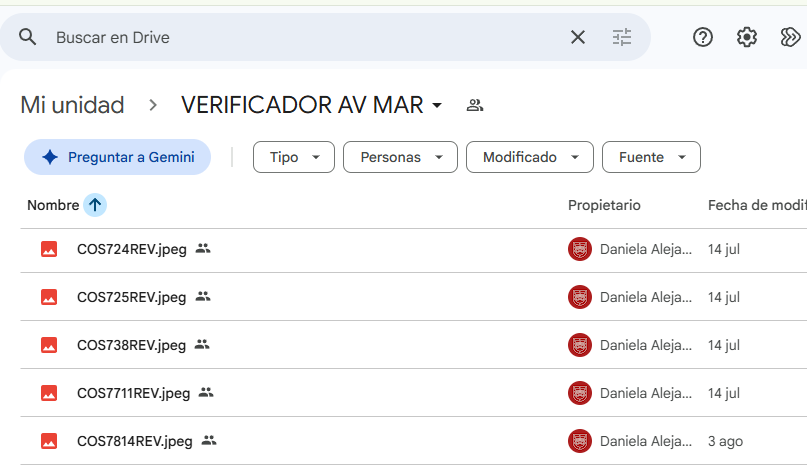 Buscar en Drive
Mi unidad > VERIFICADOR AV MAR
Preguntar a Gemini Tipo Personas Modificado Fuente
Nombre Propietario Fecha de modif
COS724REV.jpeg Daniela Aleja... 14 jul
COS725REV.jpeg Daniela Aleja... 14 jul
COS738REV.jpeg Daniela Aleja... 14 jul
COS7711REV.jpeg Daniela Aleja... 14 jul
COS7814REV.jpeg Daniela Aleja... 3 ago